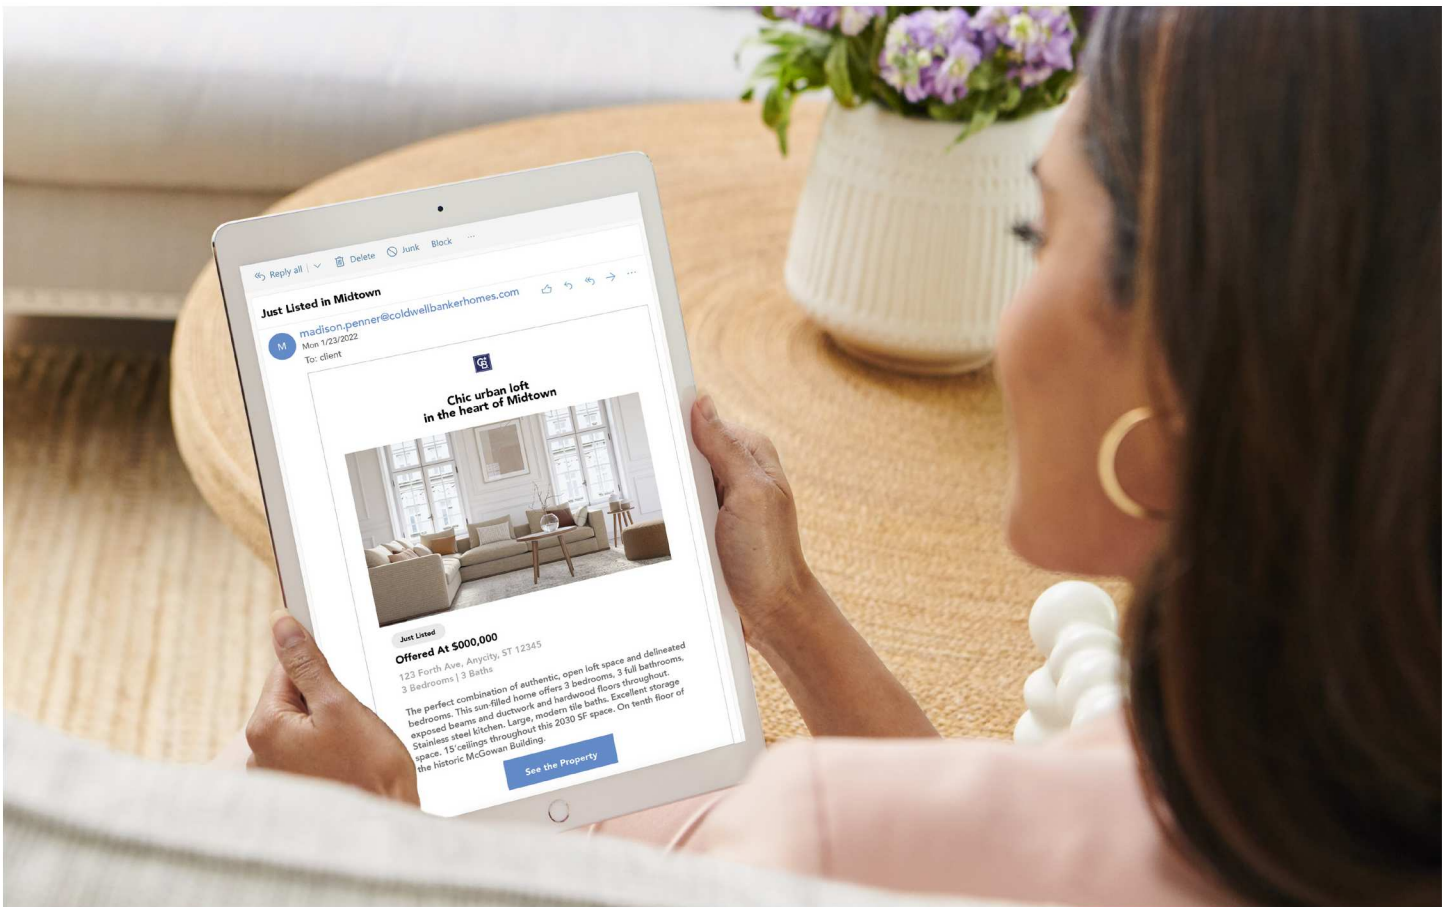 Reply all
Delete
Junk
Block
Just Listed in Midtown
M
madison.penner@coldwellbankerhomes.com
Mon 1/23/2022
To: client
CB
Chic urban loft
in the heart of Midtown
Just Listed
Offered At $000,000
123 Forth Ave, Anycity, ST 12345
3 Bedrooms | 3 Baths
The perfect combination of authentic, open loft space and delineated
bedrooms. This sun-filled home offers 3 bedrooms, 3 full bathrooms,
exposed beams and ductwork and hardwood floors throughout.
Stainless steel kitchen. Large, modern tile baths. Excellent storage
space. 15'ceilings throughout this 2030 SF space. On tenth floor of
the historic McGowan Building.
See the Property